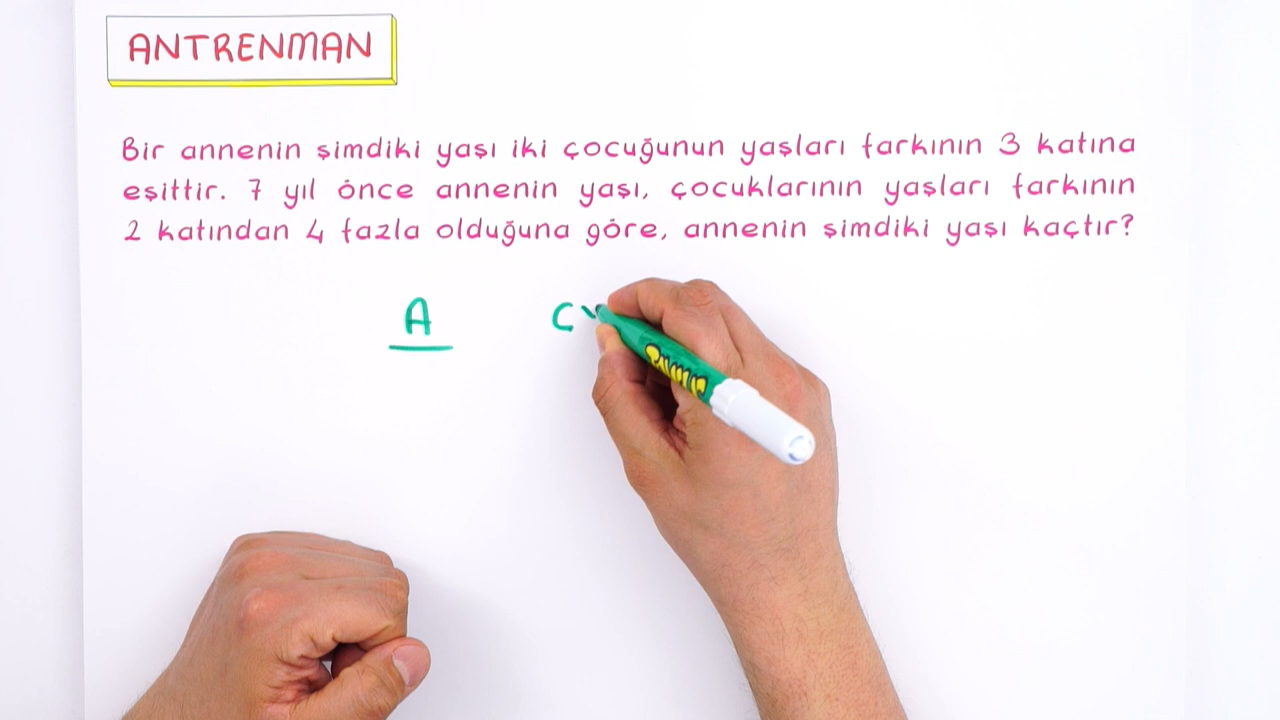 ANTRENMAN
Bir annenin şimdiki yaşı iki çocuğunun yaşları farkının 3 katına
eşittir. 7 yıl önce annenin yaşı, çocuklarının yaşları farkının
2 katından 4 fazla olduğuna göre, annenin şimdiki yaşı kaçtır?
A